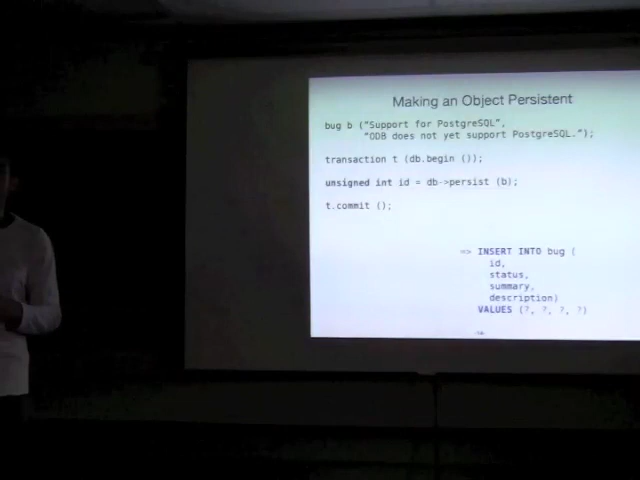 Making an Object Persistent
bug b ("Support for PostgreSQL",
"ODB does not yet support PostgreSQL.");
transaction t (db.begin ());
unsigned int id = db->persist (b);
t.commit ();
=> INSERT INTO bug (
id,
status,
summary,
description)
VALUES (?, ?, ?, ?)